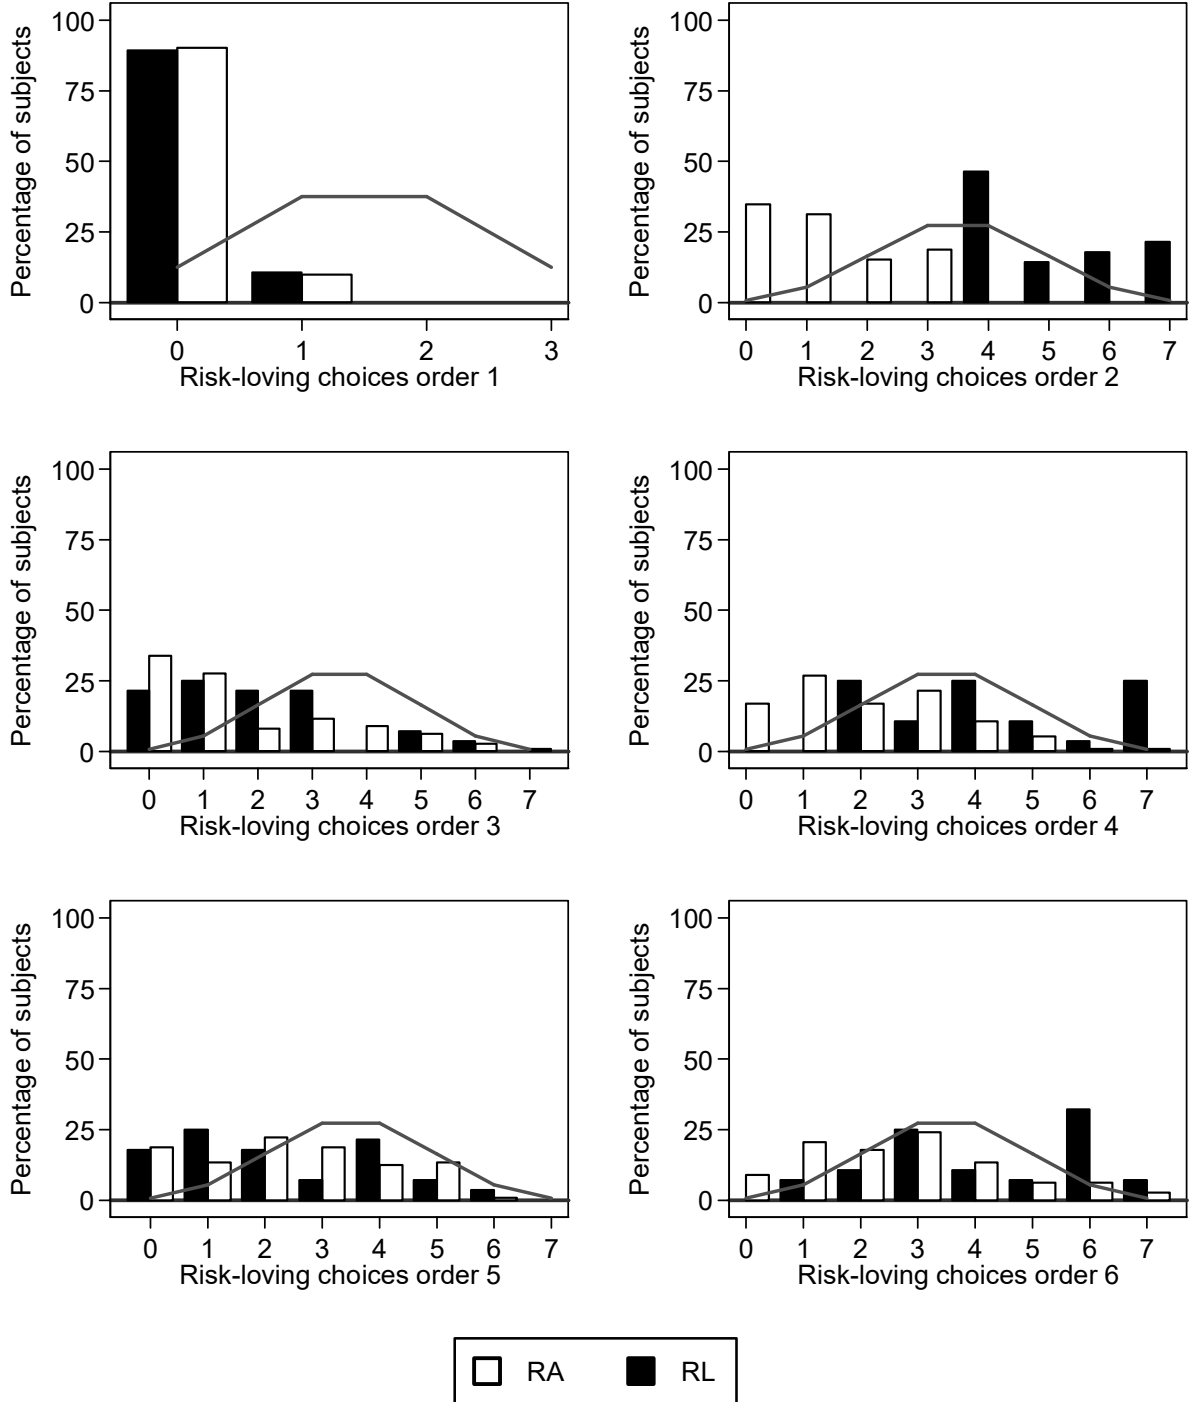 Percentage of subjects
100
75
50
25
0
0 1 2 3
Risk-loving choices order 1
Percentage of subjects
100
75
50
25
0
0 1 2 3 4 5 6 7
Risk-loving choices order 2
Percentage of subjects
100
75
50
25
0
0 1 2 3 4 5 6 7
Risk-loving choices order 3
Percentage of subjects
100
75
50
25
0
0 1 2 3 4 5 6 7
Risk-loving choices order 4
Percentage of subjects
100
75
50
25
0
0 1 2 3 4 5 6 7
Risk-loving choices order 5
Percentage of subjects
100
75
50
25
0
0 1 2 3 4 5 6 7
Risk-loving choices order 6
RA RL